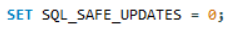 SET SQL_SAFE_UPDATES = 0;